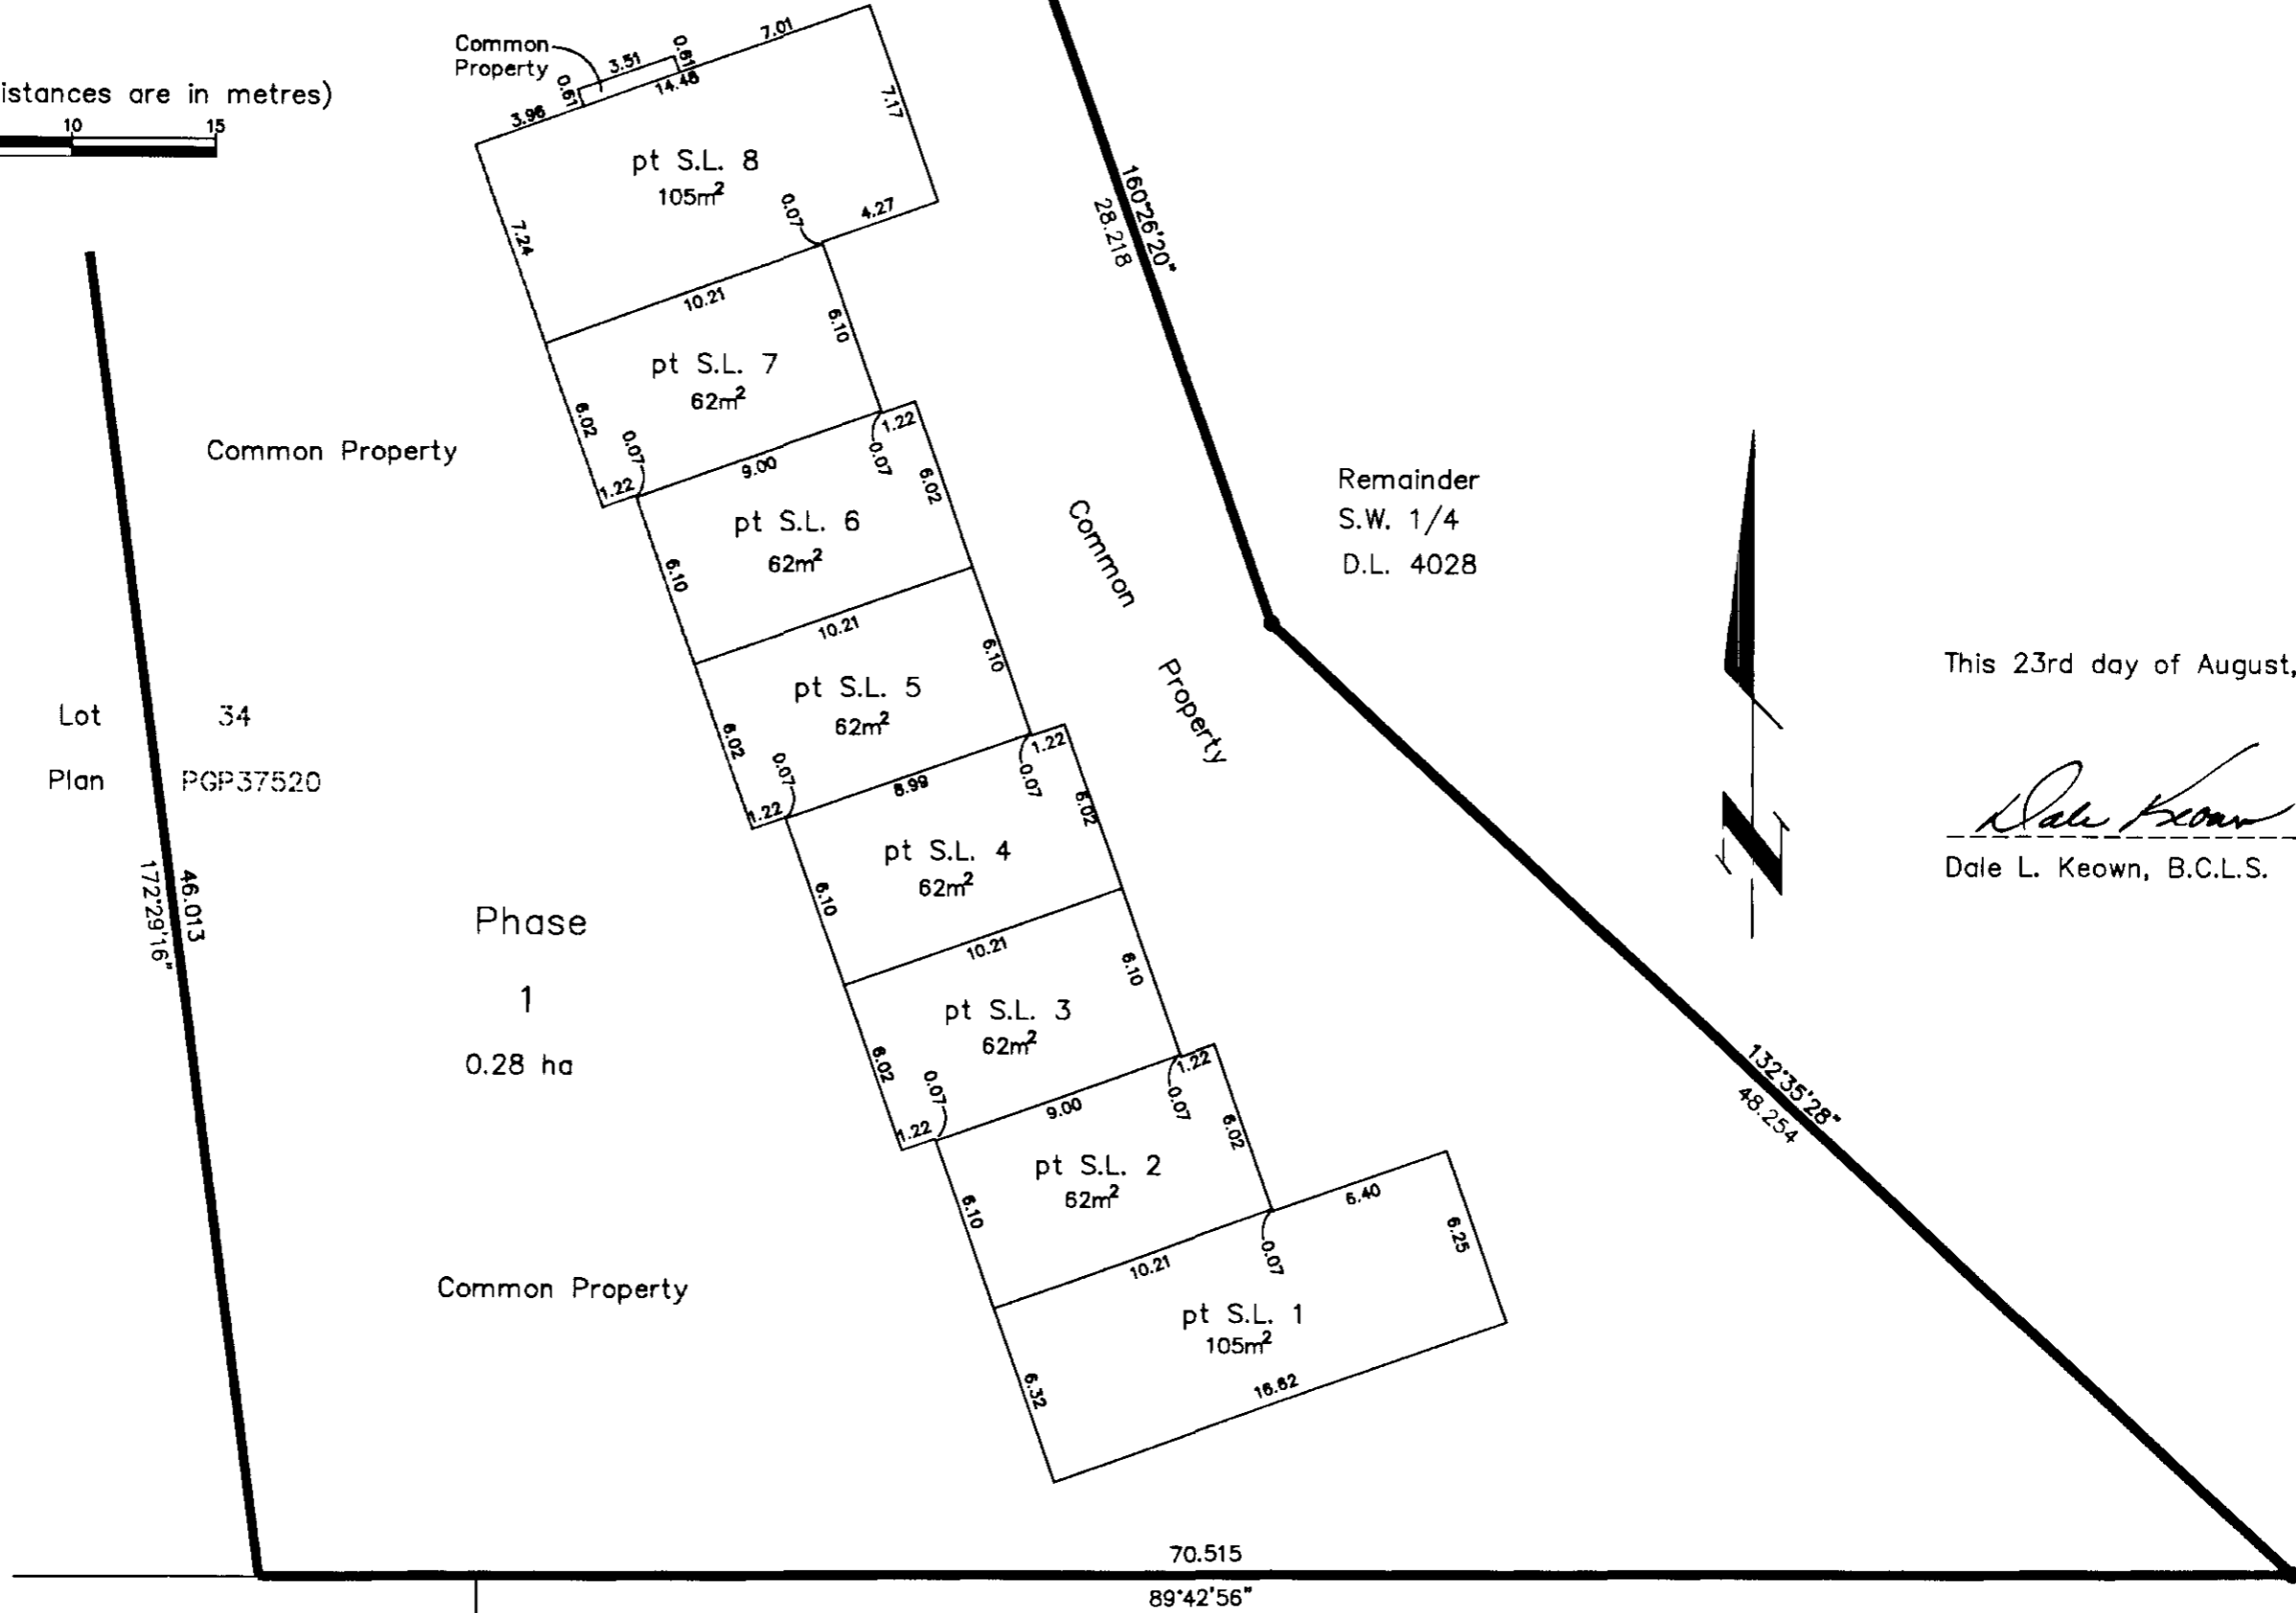 istances are in metres)
10 15
Common
Property
3.96
0.61
3.51
0.61
14.48
7.01
7.17
pt S.L. 8
105m²
7.24
0.07
4.27
10.21
6.10
pt S.L. 7
62m²
6.02
1.22
0.07
9.00
1.22
0.07
pt S.L. 6
62m²
6.10
6.02
10.21
pt S.L. 5
62m²
6.02
6.10
1.22
0.07
8.99
1.22
0.07
pt S.L. 4
62m²
6.10
6.02
10.21
pt S.L. 3
62m²
6.02
6.10
1.22
0.07
9.00
1.22
0.07
pt S.L. 2
62m²
6.10
6.02
10.21
0.07
6.40
6.25
pt S.L. 1
105m²
6.32
16.62
Common Property
Lot 34
Plan PGP37520
46.013
172°29'16"
Phase
1
0.28 ha
Common Property
Common Property
160°26'20"
28.218
Remainder
S.W. 1/4
D.L. 4028
N
This 23rd day of August,
Dale Keown
Dale L. Keown, B.C.L.S.
132°35'28"
48.254
70.515
89°42'56"